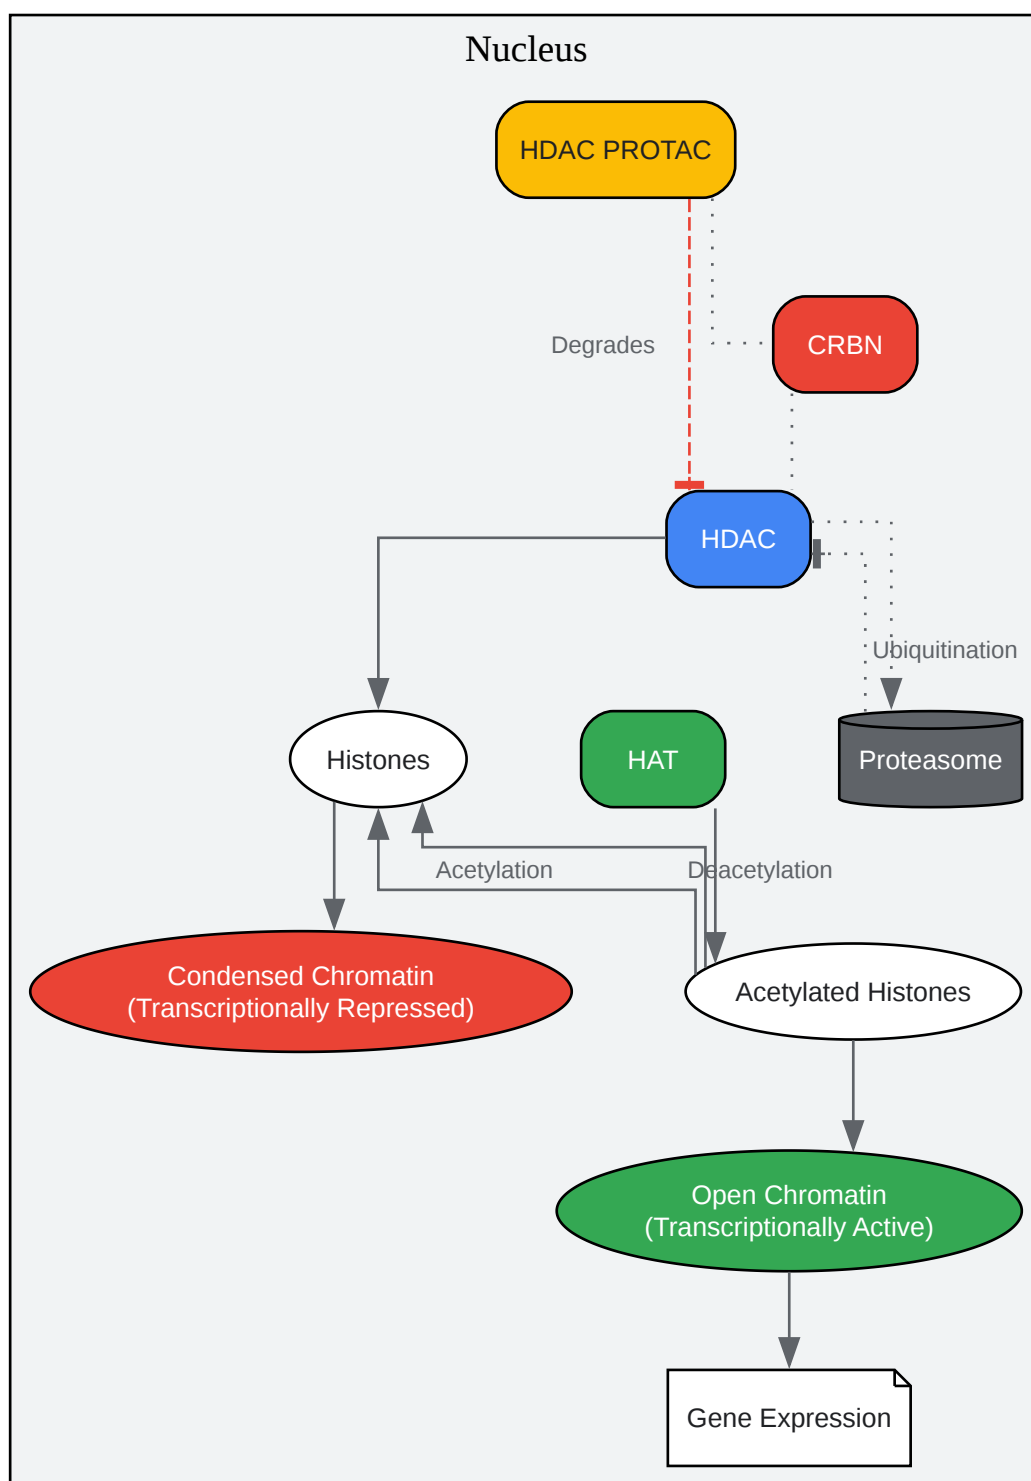 Nucleus
HDAC PROTAC
Degrades
CRBN
HDAC
Ubiquitination
Histones
HAT
Proteasome
Acetylation
Deacetylation
Condensed Chromatin
(Transcriptionally Repressed)
Acetylated Histones
Open Chromatin
(Transcriptionally Active)
Gene Expression